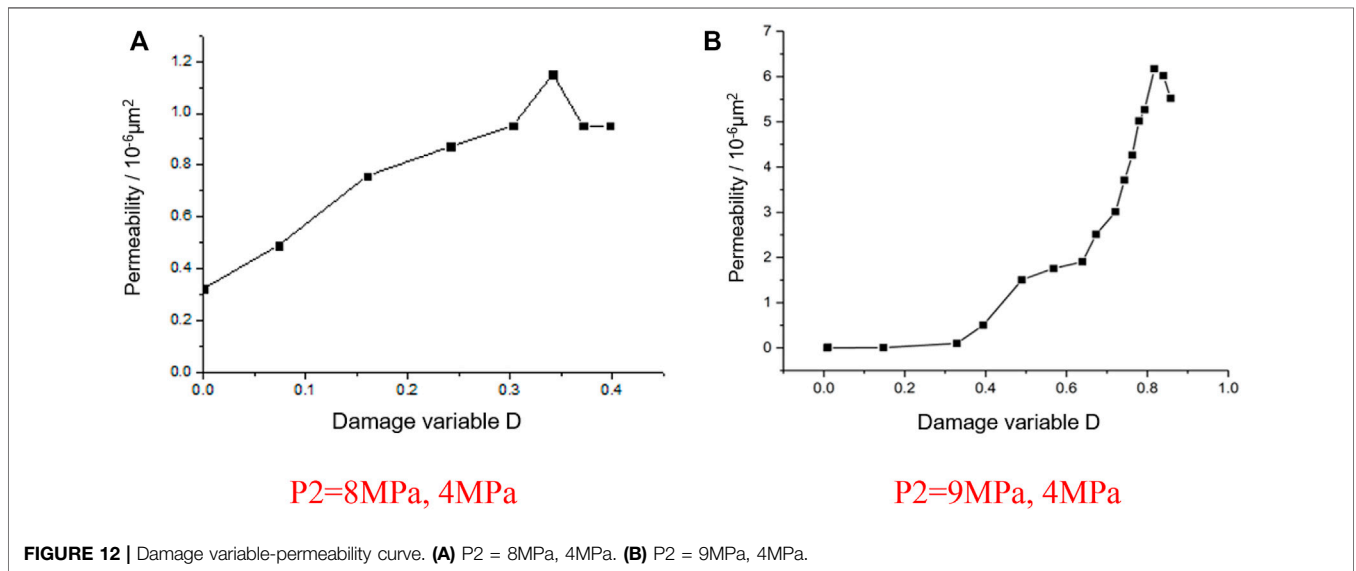 A
1.2
1.0
0.8
0.6
0.4
0.2
0.0
Permeability / 10⁻⁶μm²
0.0 0.1 0.2 0.3 0.4
Damage variable D
P2=8MPa, 4MPa
B
7
6
5
4
3
2
1
0
Permeability / 10⁻⁶μm²
0.0 0.2 0.4 0.6 0.8 1.0
Damage variable D
P2=9MPa, 4MPa
FIGURE 12 | Damage variable-permeability curve. (A) P2 = 8MPa, 4MPa. (B) P2 = 9MPa, 4MPa.